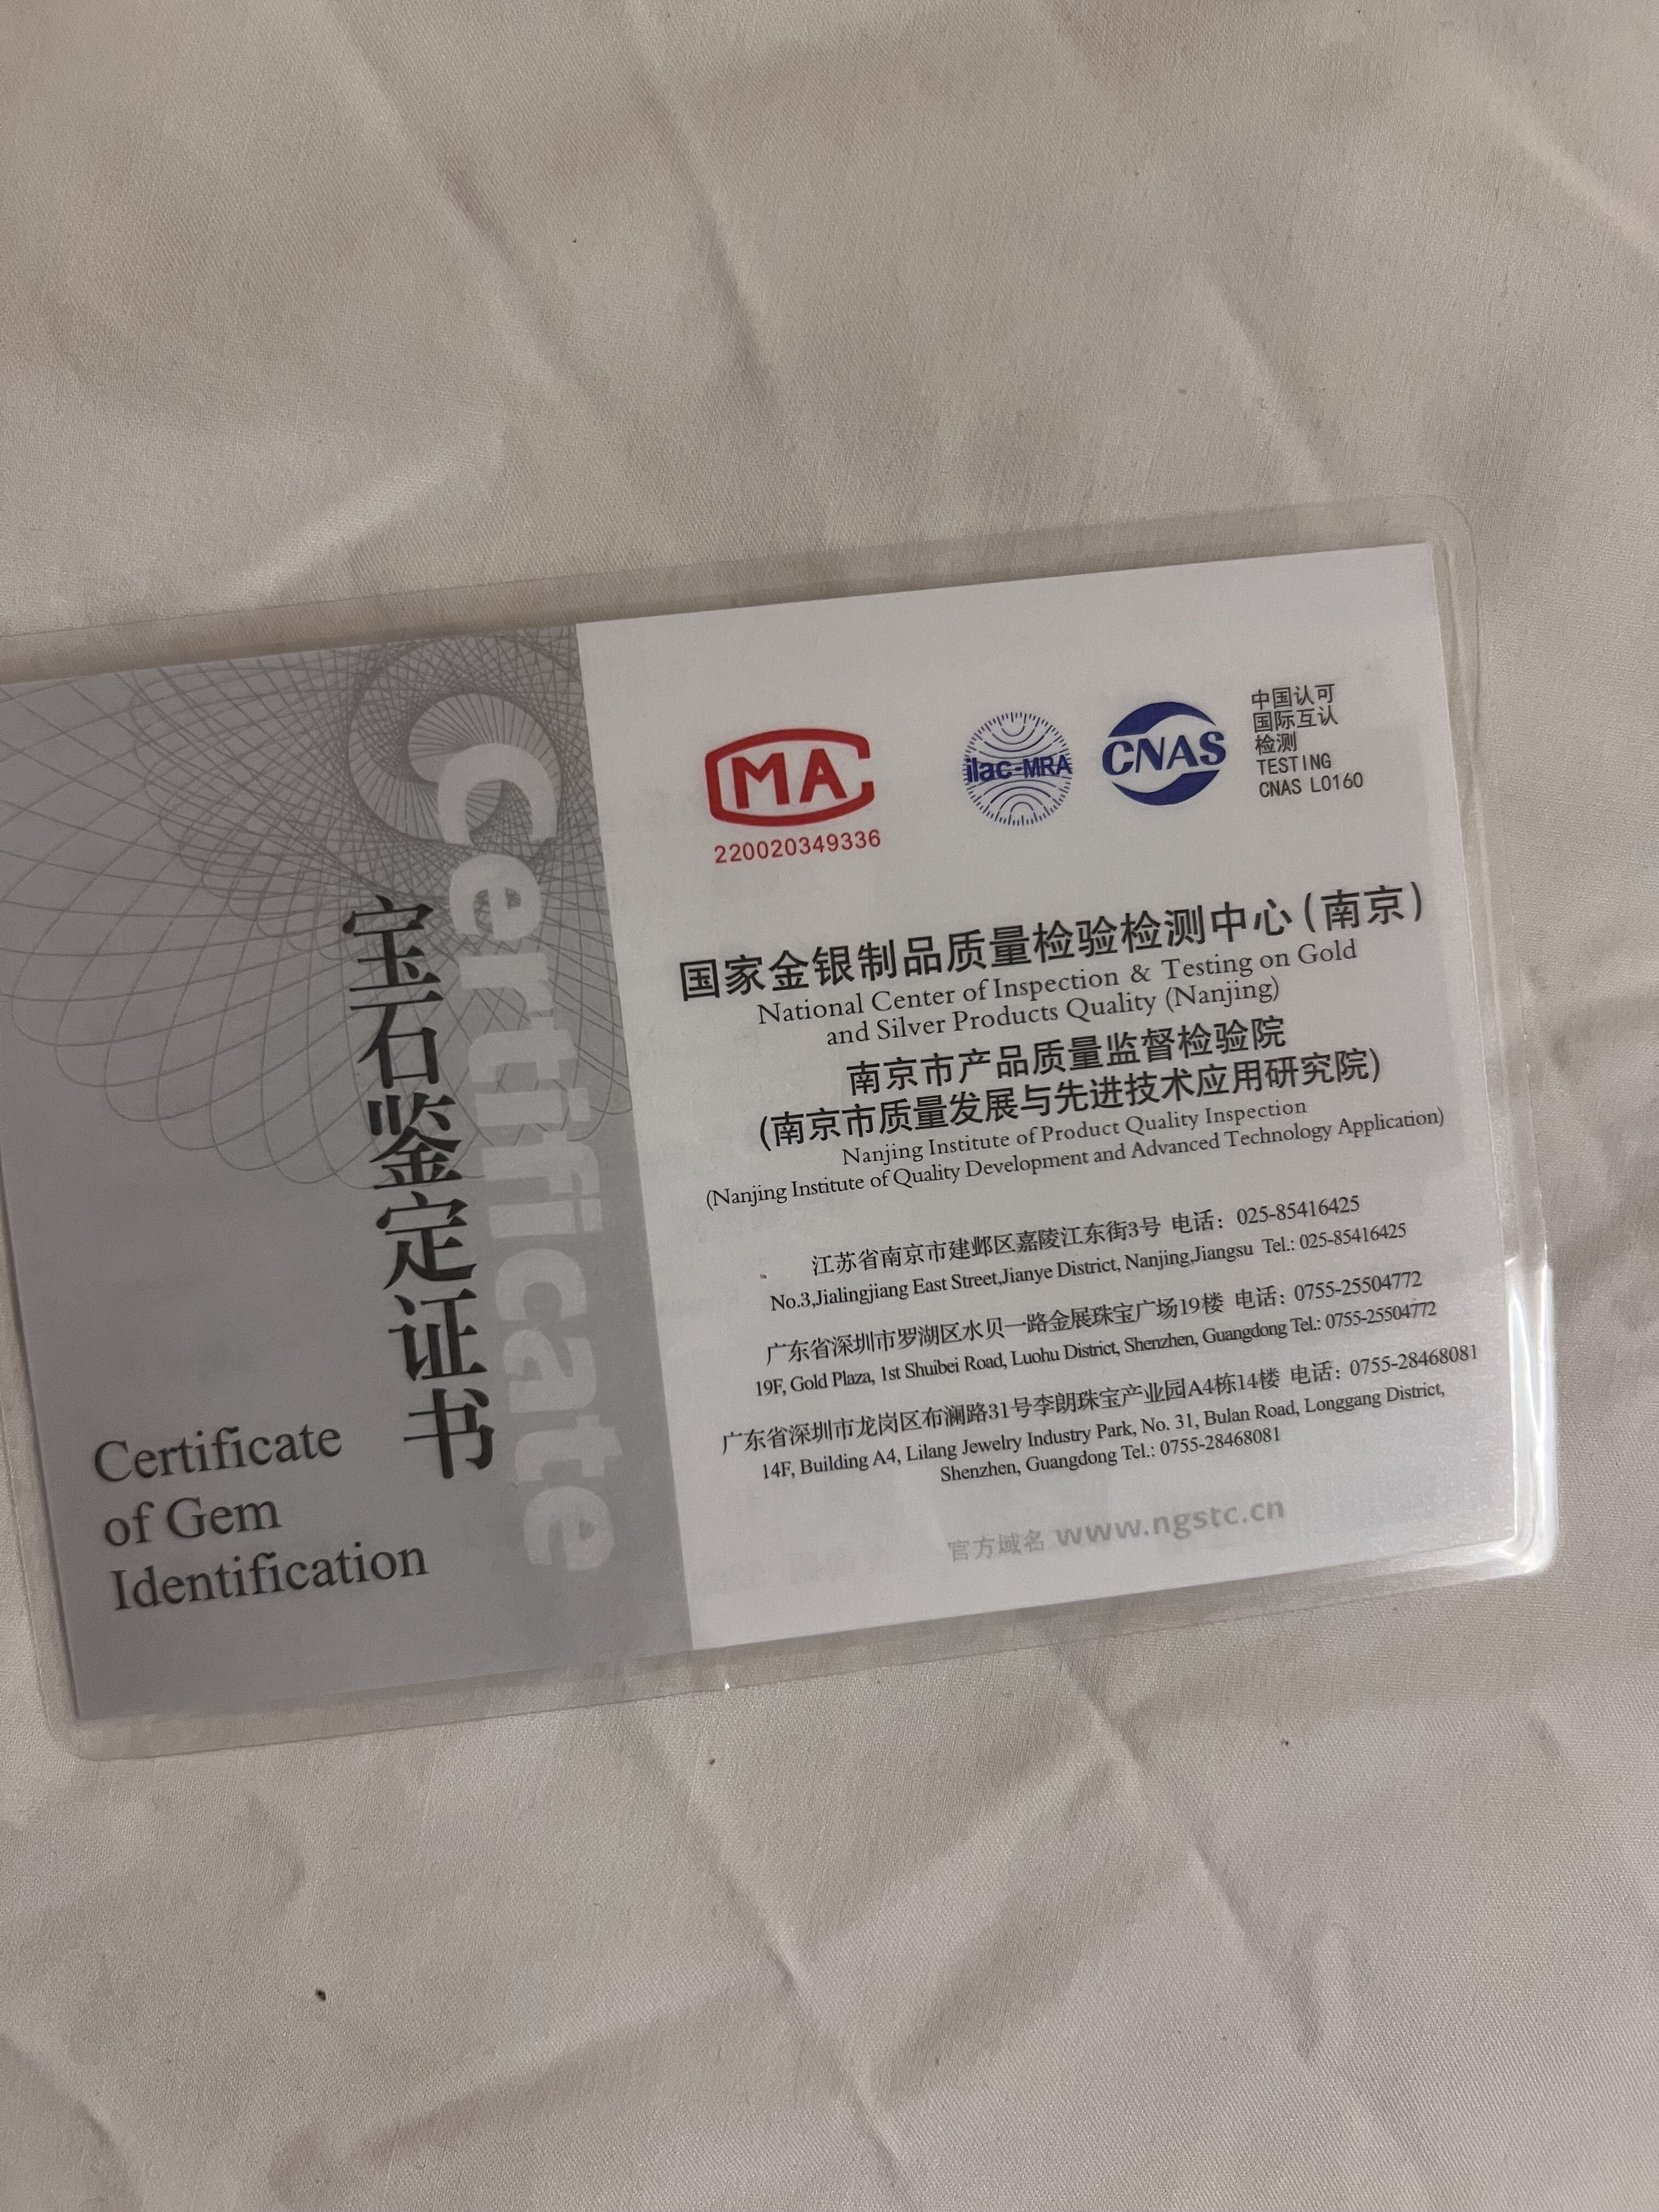 Certificate
宝石鉴定证书
Certificate
of Gem
Identification
MA
220020349336
ilac-MRA
CNAS
中国认可
国际互认
检测
TESTING
CNAS L0160
国家金银制品质量检验检测中心(南京)
National Center of Inspection & Testing on Gold
and Silver Products Quality (Nanjing)
南京市产品质量监督检验院
(南京市质量发展与先进技术应用研究院)
Nanjing Institute of Product Quality Inspection
(Nanjing Institute of Quality Development and Advanced Technology Application)
江苏省南京市建邺区嘉陵江东街3号 电话：025-85416425
No.3,Jialingjiang East Street,Jianye District, Nanjing,Jiangsu Tel.: 025-85416425
广东省深圳市罗湖区水贝一路金展珠宝广场19楼 电话：0755-25504772
19F, Gold Plaza, 1st Shuibei Road, Luohu District, Shenzhen, Guangdong Tel.: 0755-25504772
广东省深圳市龙岗区布澜路31号李朗珠宝产业园A4栋14楼 电话：0755-28468081
14F, Building A4, Lilang Jewelry Industry Park, No. 31, Bulan Road, Longgang District,
Shenzhen, Guangdong Tel.: 0755-28468081
官方域名 www.ngstc.cn